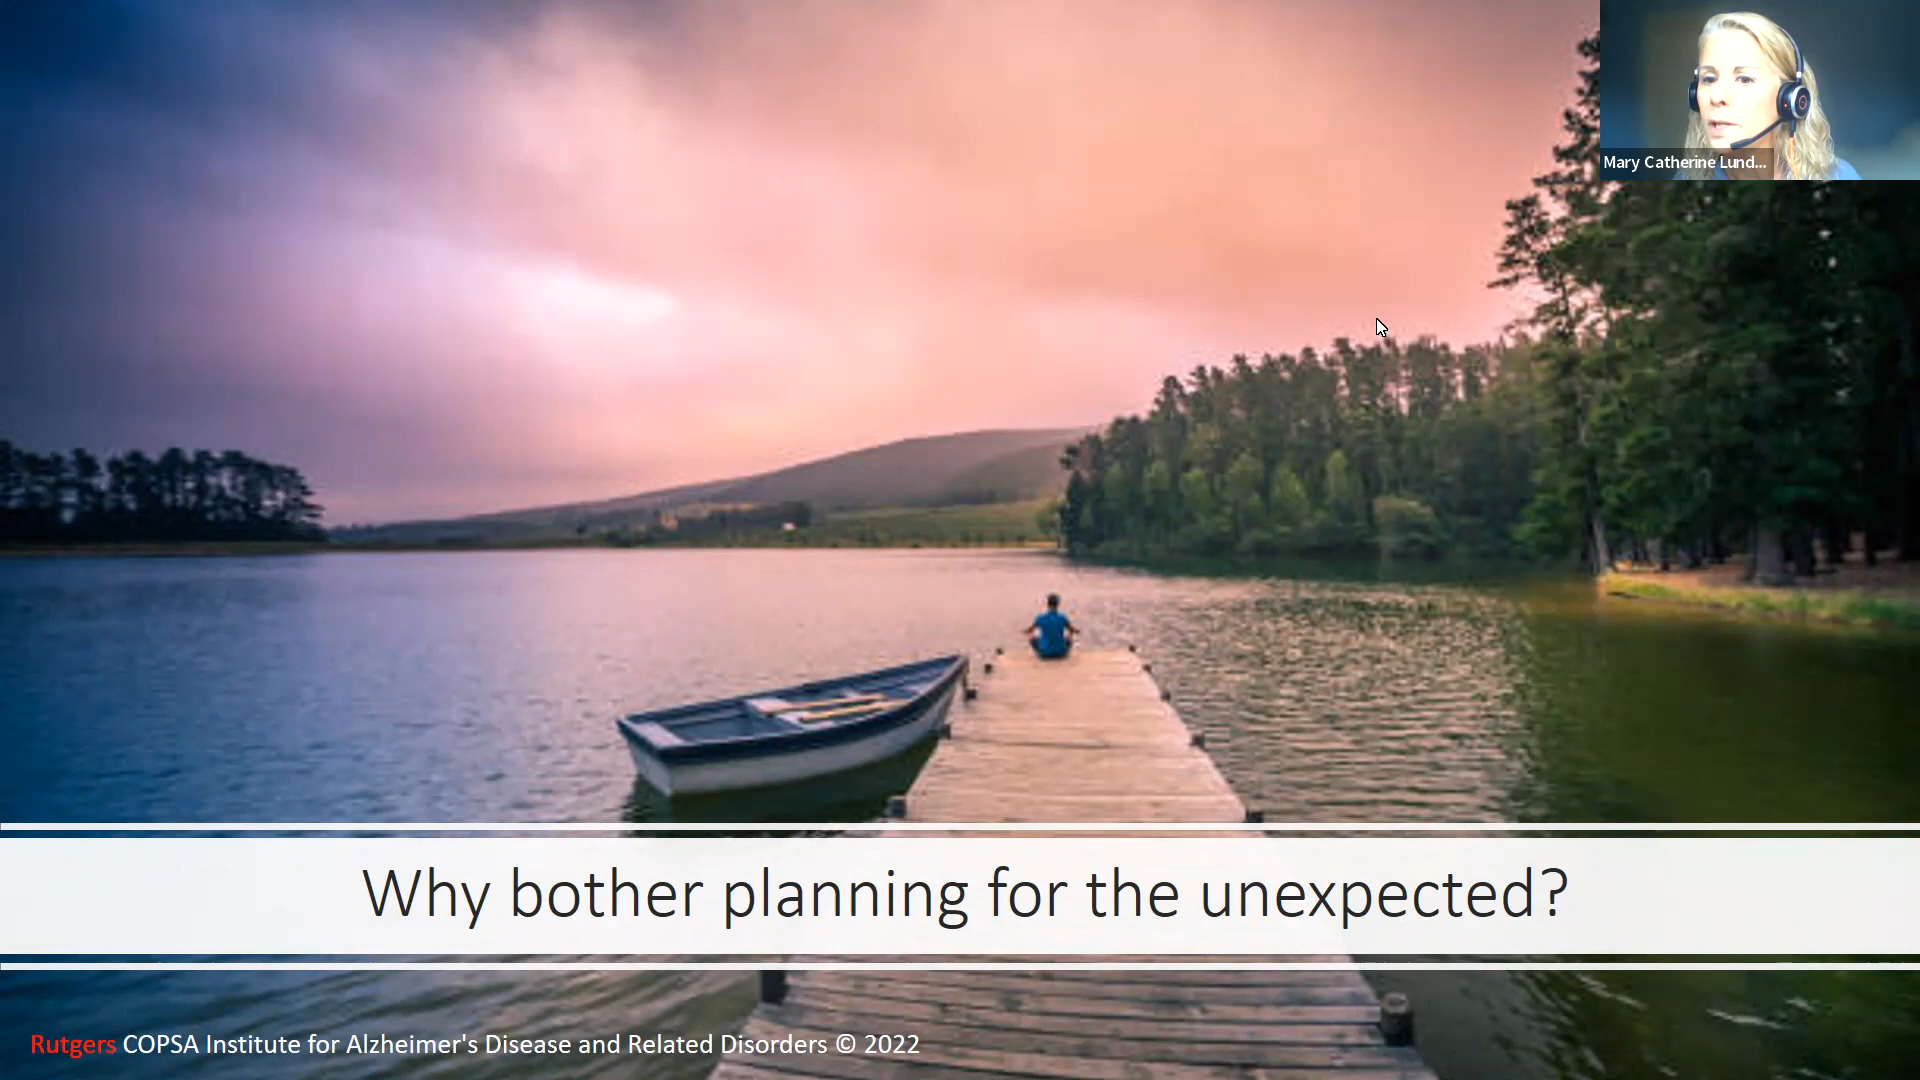 Mary Catherine Lund...
Why bother planning for the unexpected?
Rutgers COPSA Institute for Alzheimer's Disease and Related Disorders © 2022